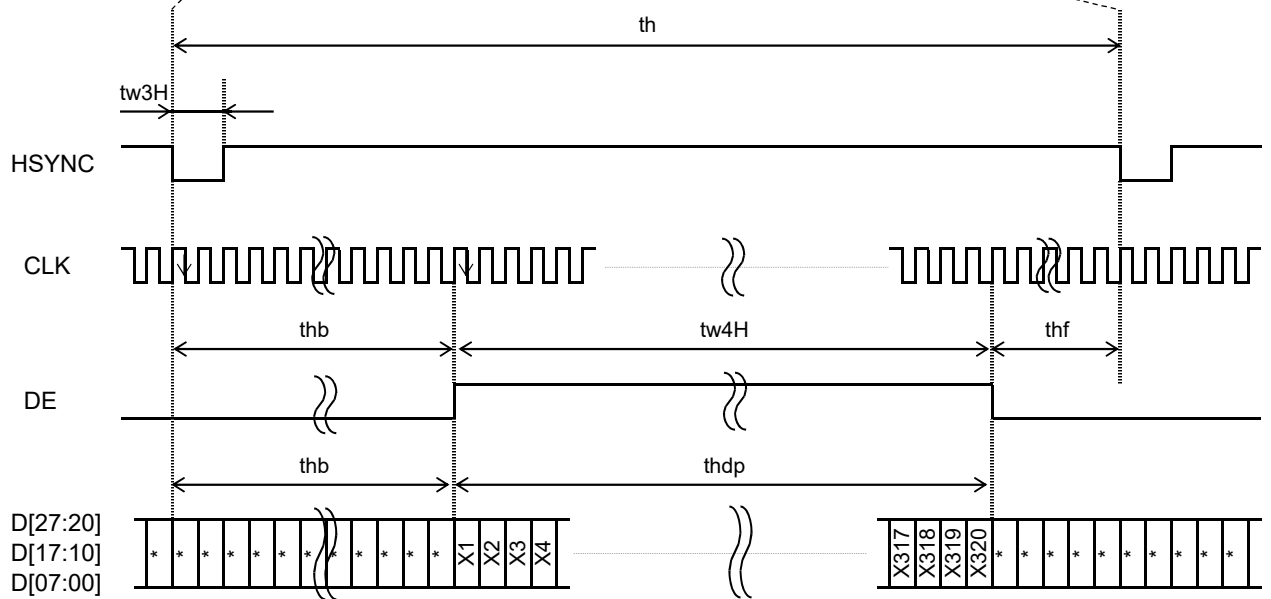 th
tw3H
HSYNC
CLK
thb tw4H thf
DE
thb thdp
D[27:20]
D[17:10]
D[07:00]
* * * * * * * * * * * * X1 X2 X3 X4 X317 X318 X319 X320 * * * * * * * * * *